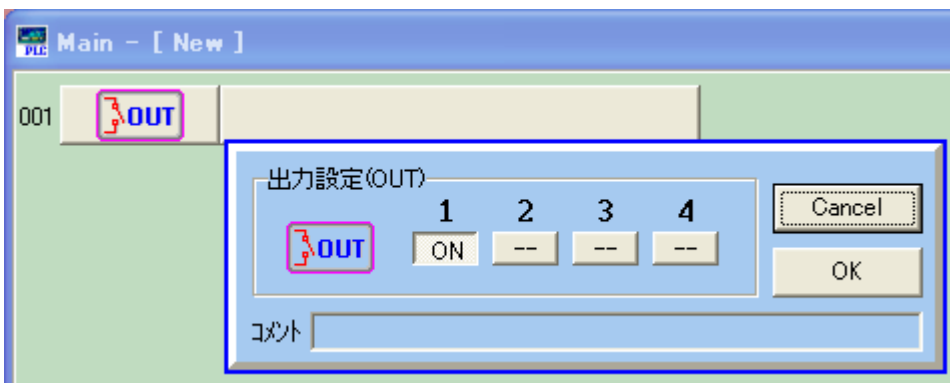 PLC Main - [ New ]
001 OUT
出力設定(OUT)
1 2 3 4
OUT ON -- -- --
Cancel
OK
コメント